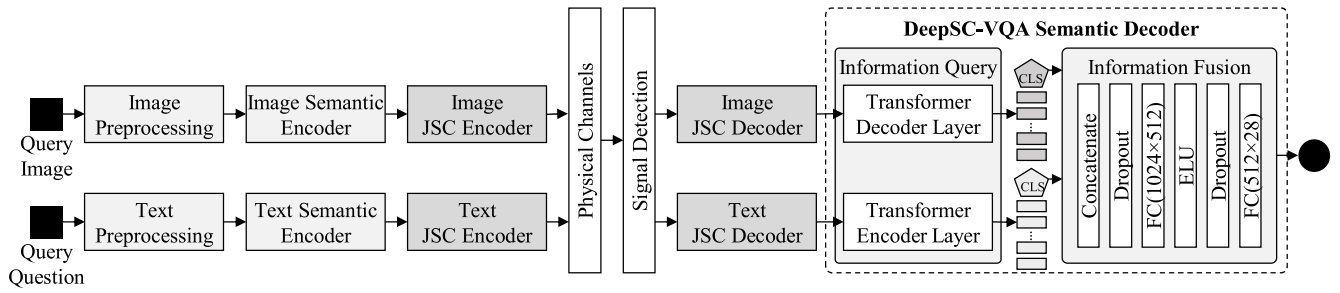 DeepSC-VQA Semantic Decoder
Query
Image
Image
Preprocessing
Image Semantic
Encoder
Image
JSC Encoder
Query
Question
Text
Preprocessing
Text Semantic
Encoder
Text
JSC Encoder
Physical Channels
Signal Detection
Image
JSC Decoder
Text
JSC Decoder
Information Query
Transformer
Decoder Layer
Transformer
Encoder Layer
CLS
CLS
Information Fusion
Concatenate
Dropout
FC(1024×512)
ELU
Dropout
FC(512×28)